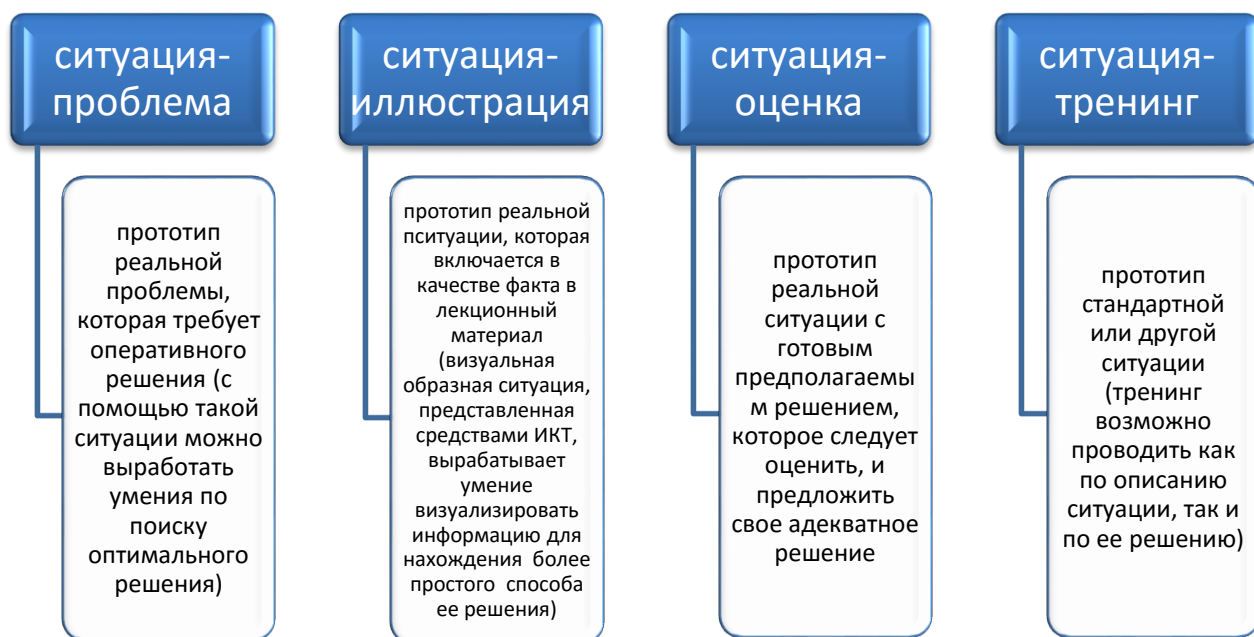 ситуация-
проблема
прототип
реальной
проблемы,
которая требует
оперативного
решения (с
помощью такой
ситуации можно
выработать
умения по
поиску
оптимального
решения)
ситуация-
иллюстрация
прототип реальной
пситуации, которая
включается в
качестве факта в
лекционный
материал
(визуальная
образная ситуация,
представленная
средствами ИКТ,
вырабатывает
умение
визуализировать
информацию для
нахождения более
простого способа
ее решения)
ситуация-
оценка
прототип
реальной
ситуации с
готовым
предполагаемы
м решением,
которое следует
оценить, и
предложить
свое адекватное
решение
ситуация-
тренинг
прототип
стандартной
или другой
ситуации
(тренинг
возможно
проводить как
по описанию
ситуации, так и
по ее решению)